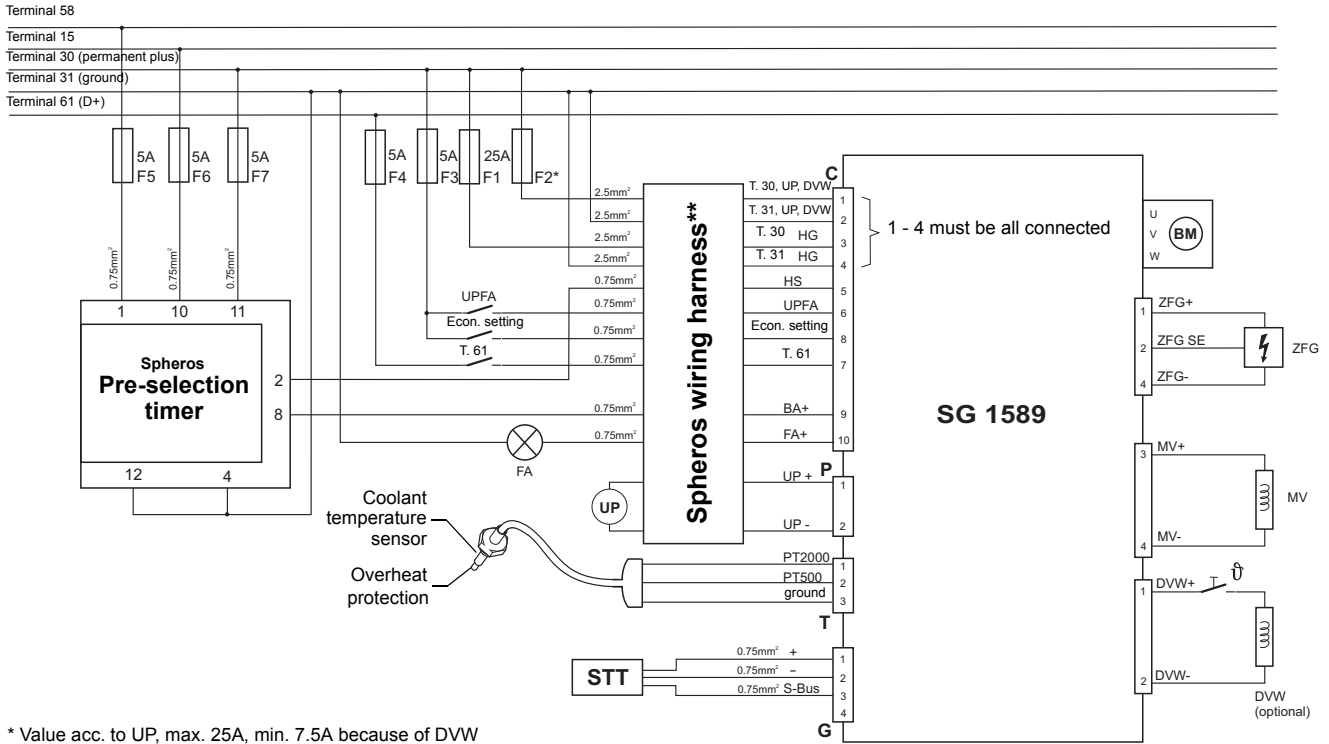 Terminal 58
Terminal 15
Terminal 30 (permanent plus)
Terminal 31 (ground)
Terminal 61 (D+)
5A
F5
5A
F6
5A
F7
5A
F4
5A
F3
25A
F1
F2*
0.75mm²
0.75mm²
0.75mm²
1
10
11
Spheros
Pre-selection
timer
2
8
12
4
UPFA
Econ. setting
T. 61
FA
UP
2.5mm²
2.5mm²
2.5mm²
2.5mm²
0.75mm²
0.75mm²
0.75mm²
0.75mm²
0.75mm²
0.75mm²
Spheros wiring harness**
C
T. 30, UP, DVW
1
T. 31, UP, DVW
2
T. 30 HG
3
T. 31 HG
4
HS
5
UPFA
6
Econ. setting
8
T. 61
7
BA+
9
FA+
10
1 - 4 must be all connected
P
UP +
1
UP -
2
Coolant
temperature
sensor
Overheat
protection
PT2000
1
PT500
2
ground
3
T
STT
0.75mm² +
1
0.75mm² –
2
0.75mm² S-Bus
3
4
G
SG 1589
U
V
W
BM
1
ZFG+
2
ZFG SE
4
ZFG-
ZFG
3
MV+
4
MV-
MV
1
DVW+
ϑ
2
DVW-
DVW
(optional)
* Value acc. to UP, max. 25A, min. 7.5A because of DVW